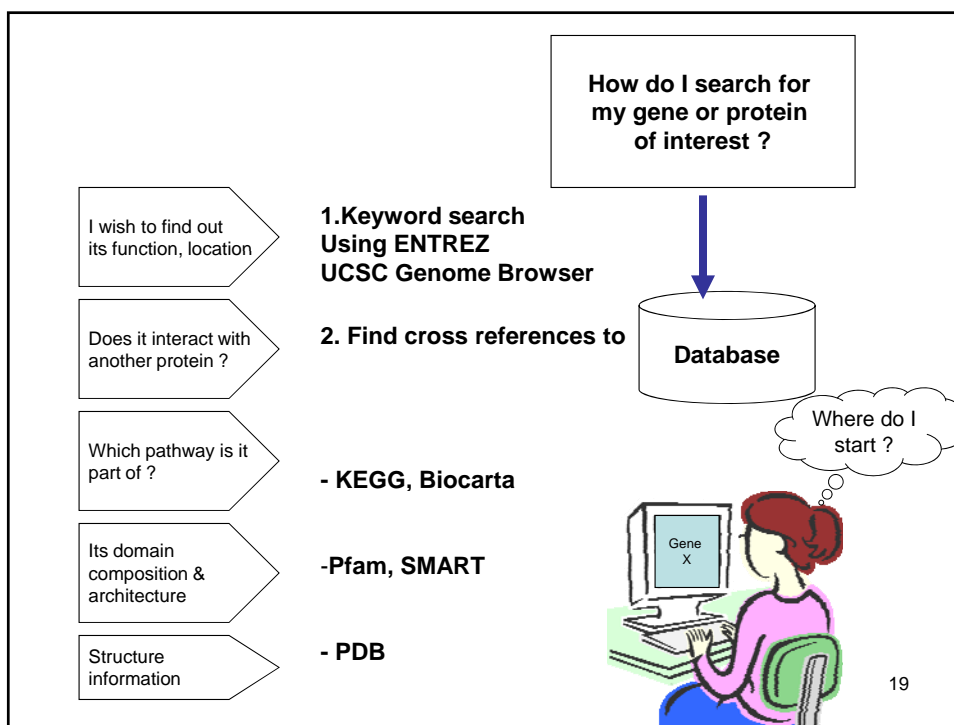 How do I search for
my gene or protein
of interest ?
I wish to find out
its function, location
1.Keyword search
Using ENTREZ
UCSC Genome Browser
Does it interact with
another protein ?
2. Find cross references to
Database
Where do I
start ?
Which pathway is it
part of ?
- KEGG, Biocarta
Its domain
composition &
architecture
-Pfam, SMART
Gene
X
Structure
information
- PDB
19